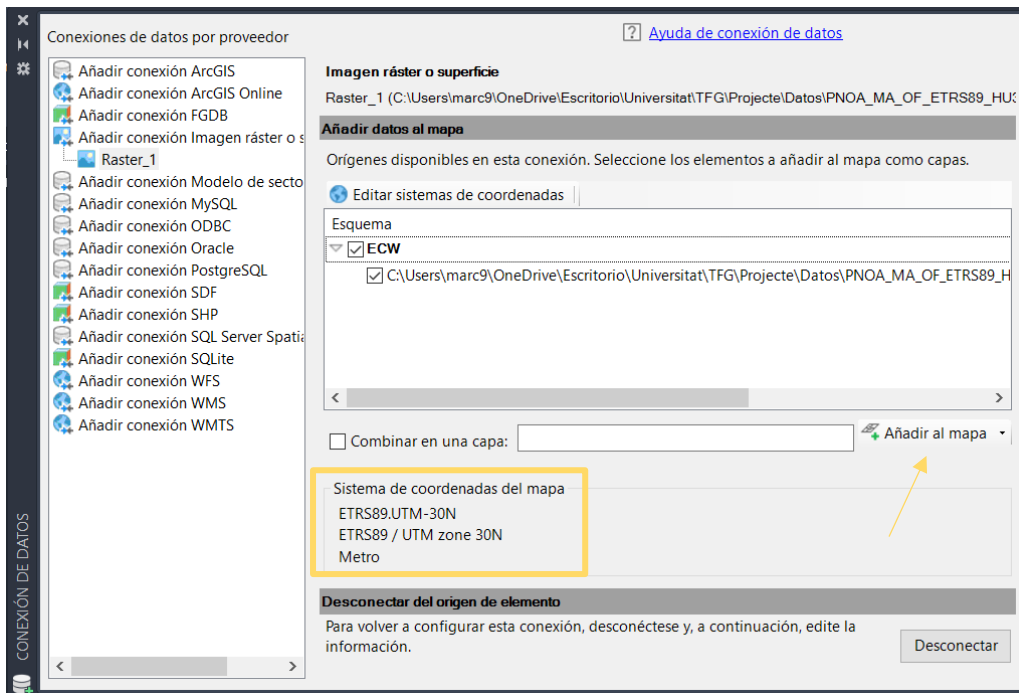 Conexiones de datos por proveedor
Ayuda de conexión de datos
Añadir conexión ArcGIS
Añadir conexión ArcGIS Online
Añadir conexión FGDB
Añadir conexión Imagen ráster o s
Raster_1
Añadir conexión Modelo de secto
Añadir conexión MySQL
Añadir conexión ODBC
Añadir conexión Oracle
Añadir conexión PostgreSQL
Añadir conexión SDF
Añadir conexión SHP
Añadir conexión SQL Server Spatia
Añadir conexión SQLite
Añadir conexión WFS
Añadir conexión WMS
Añadir conexión WMTS
Imagen ráster o superficie
Raster_1 (C:\Users\marc9\OneDrive\Escritorio\Universitat\TFG\Projecte\Datos\PNOA_MA_OF_ETRS89_HU3
Añadir datos al mapa
Orígenes disponibles en esta conexión. Seleccione los elementos a añadir al mapa como capas.
Editar sistemas de coordenadas
Esquema
ECW
C:\Users\marc9\OneDrive\Escritorio\Universitat\TFG\Projecte\Datos\PNOA_MA_OF_ETRS89_H
Combinar en una capa:
Añadir al mapa
Sistema de coordenadas del mapa
ETRS89.UTM-30N
ETRS89 / UTM zone 30N
Metro
Desconectar del origen de elemento
Para volver a configurar esta conexión, desconéctese y, a continuación, edite la
información.
Desconectar
CONEXIÓN DE DATOS